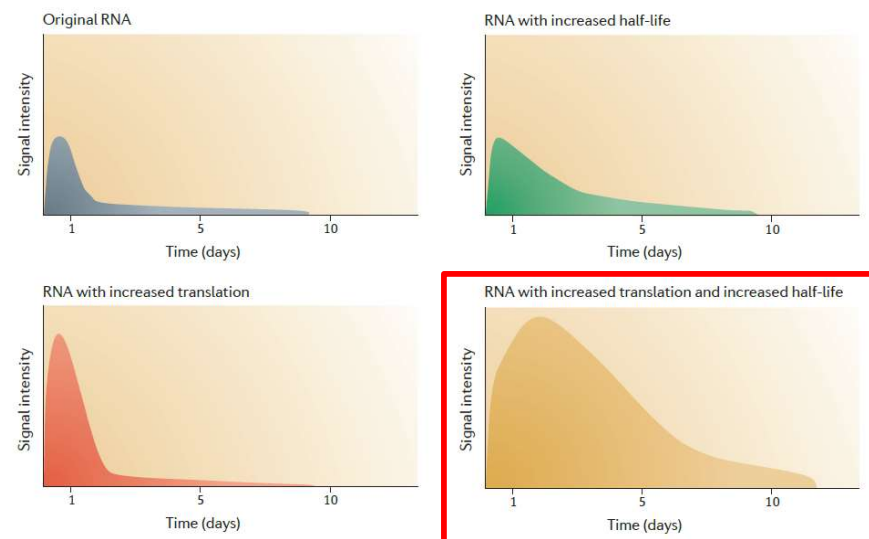 Original RNA
Signal intensity
1 5 10
Time (days)
RNA with increased half-life
Signal intensity
1 5 10
Time (days)
RNA with increased translation
Signal intensity
1 5 10
Time (days)
RNA with increased translation and increased half-life
Signal intensity
1 5 10
Time (days)